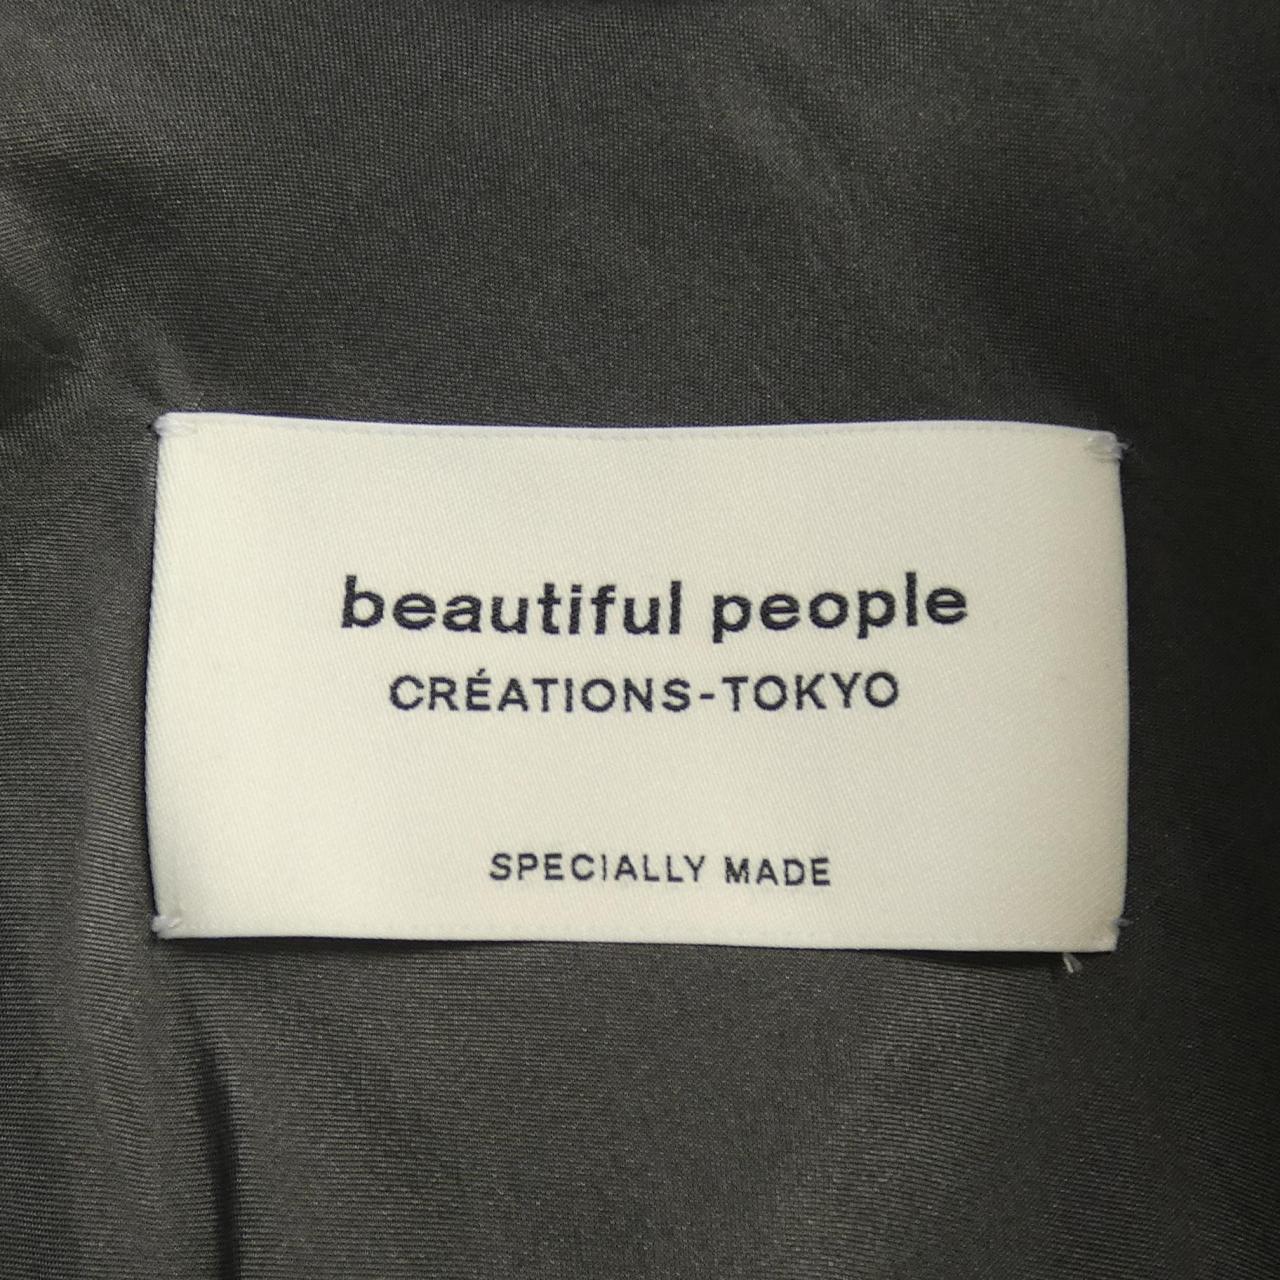 beautiful people
CRÉATIONS-TOKYO
SPECIALLY MADE